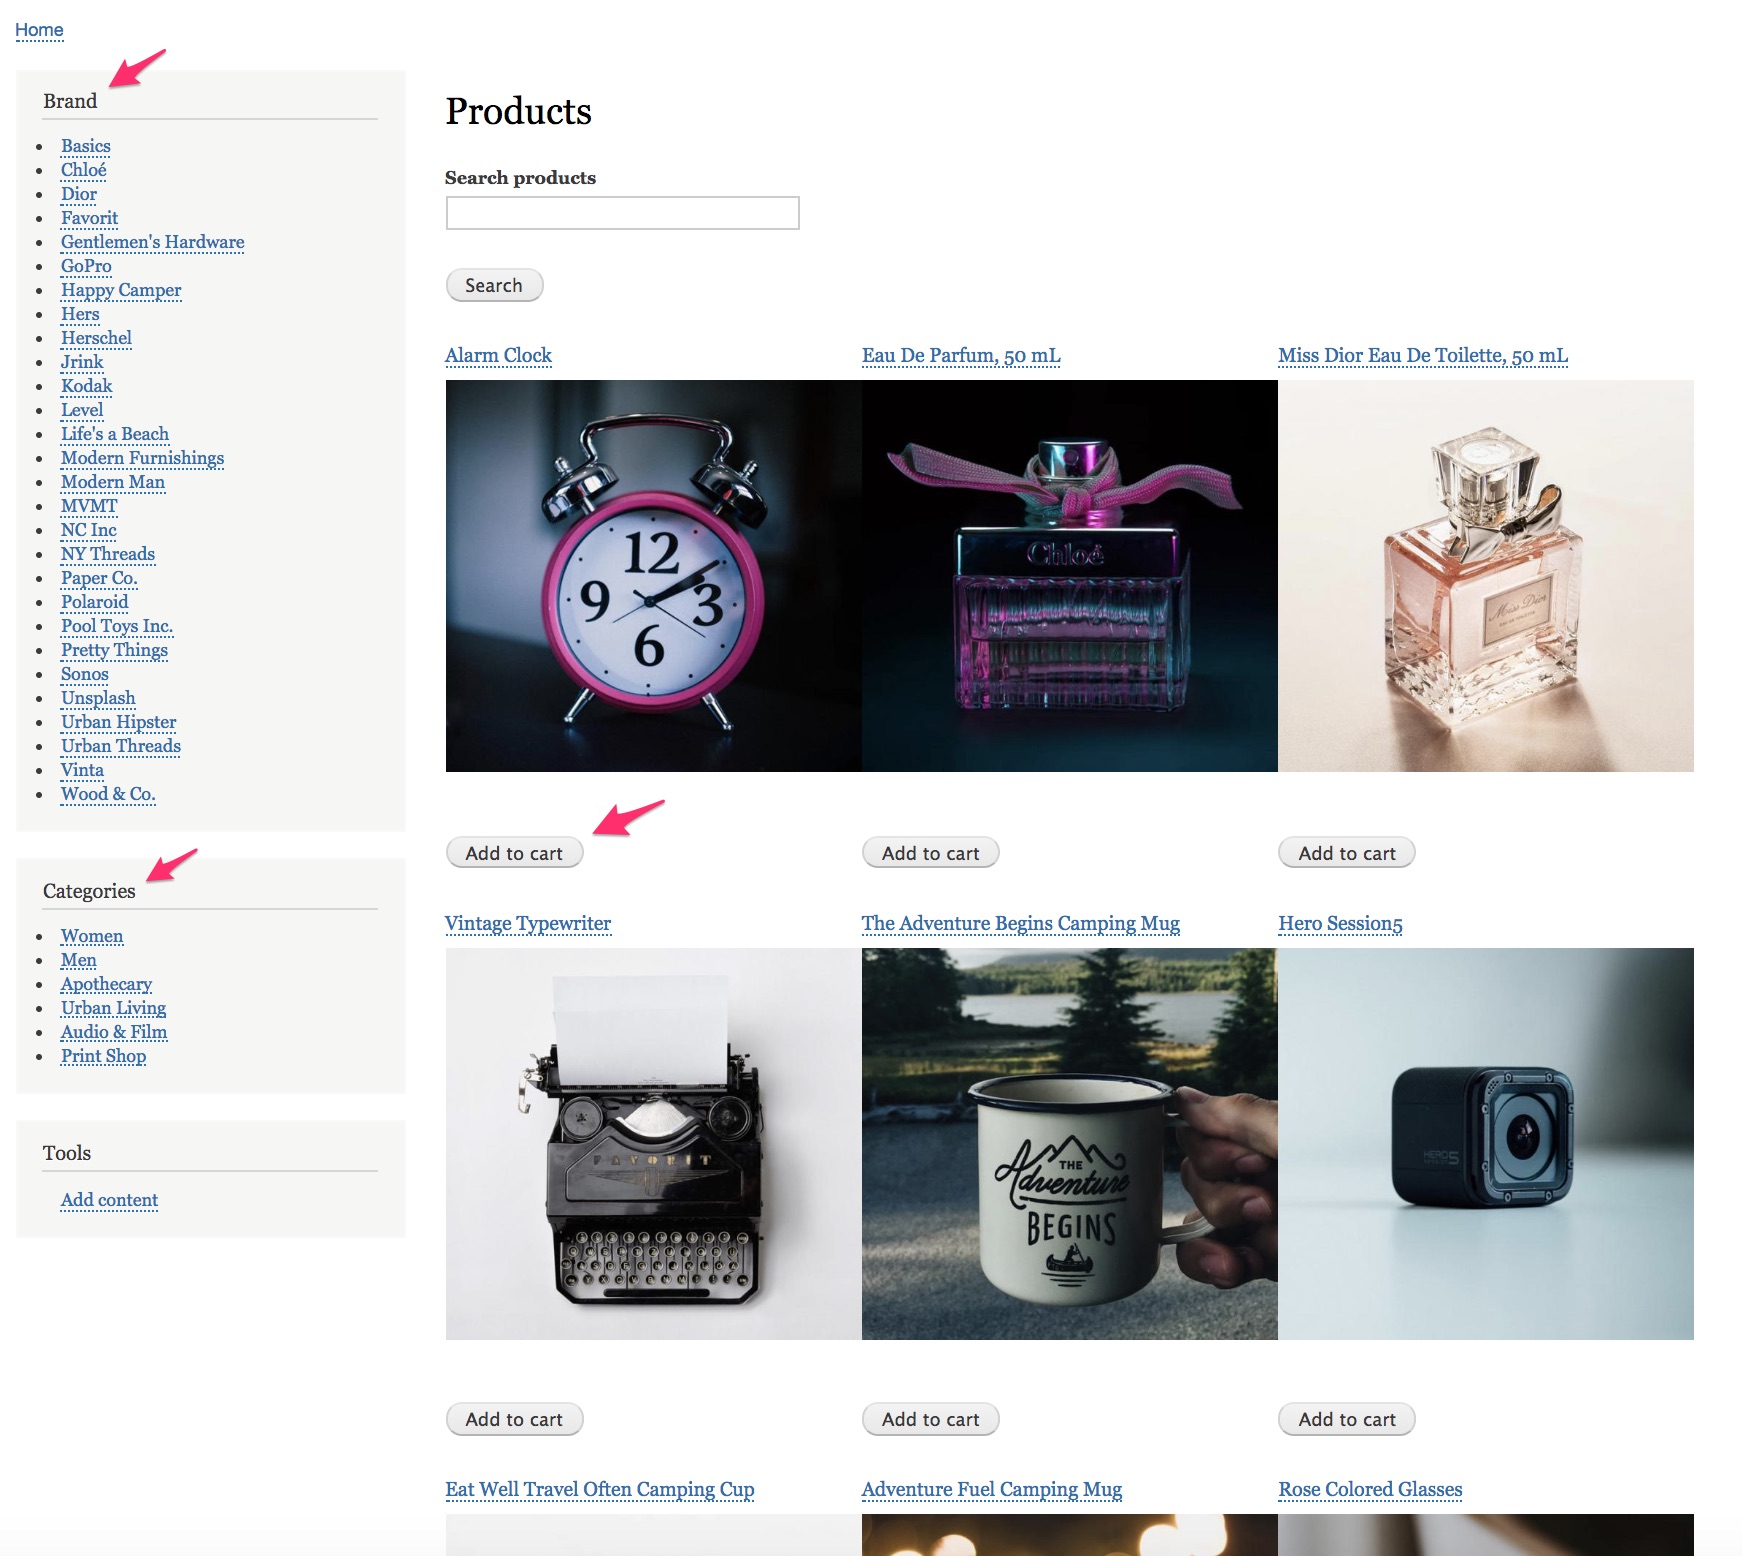 Home
Brand
Basics
Chloé
Dior
Favorit
Gentlemen's Hardware
GoPro
Happy Camper
Hers
Herschel
Jrink
Kodak
Level
Life's a Beach
Modern Furnishings
Modern Man
MVMT
NC Inc
NY Threads
Paper Co.
Polaroid
Pool Toys Inc.
Pretty Things
Sonos
Unsplash
Urban Hipster
Urban Threads
Vinta
Wood & Co.
Categories
Women
Men
Apothecary
Urban Living
Audio & Film
Print Shop
Tools
Add content
Products
Search products
Search
Alarm Clock
Eau De Parfum, 50 mL
Miss Dior Eau De Toilette, 50 mL
12
9
3
6
Chloé
Miss Dior
EAU DE TOILETTE
Add to cart
Add to cart
Add to cart
Vintage Typewriter
The Adventure Begins Camping Mug
Hero Session5
FAVORIT
THE
Adventure
BEGINS
HERO5
Add to cart
Add to cart
Add to cart
Eat Well Travel Often Camping Cup
Adventure Fuel Camping Mug
Rose Colored Glasses